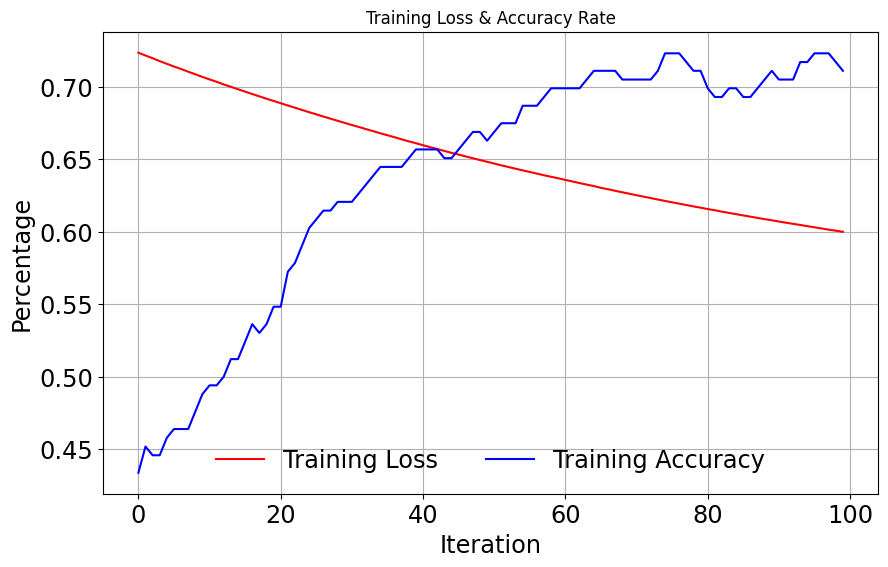 Training Loss & Accuracy Rate
Percentage
0.70
0.65
0.60
0.55
0.50
0.45
Training Loss Training Accuracy
0 20 40 60 80 100
Iteration